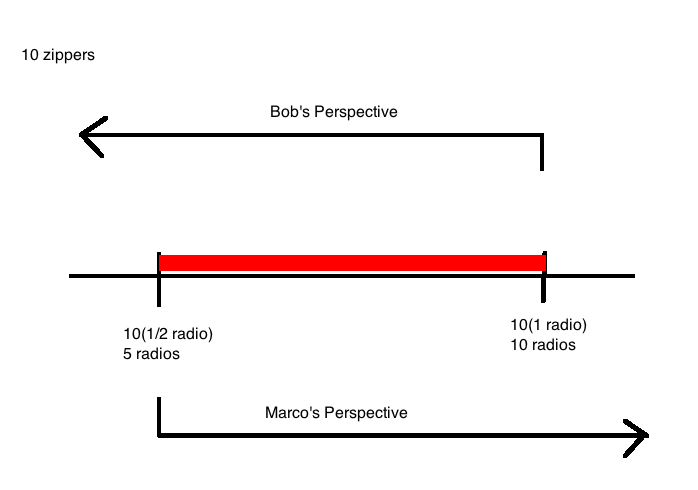 10 zippers
Bob's Perspective
10(1/2 radio)
5 radios
10(1 radio)
10 radios
Marco's Perspective